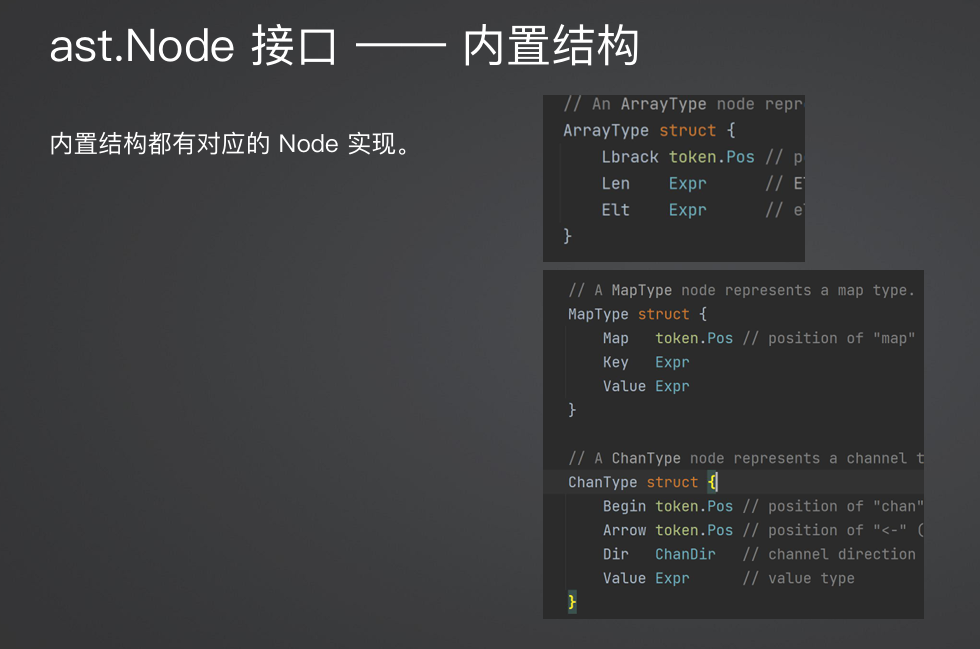 ast.Node 接口 —— 内置结构
内置结构都有对应的 Node 实现。
// An ArrayType node repr
ArrayType struct {
Lbrack token.Pos // p
Len Expr // El
Elt Expr // el
}
// A MapType node represents a map type.
MapType struct {
Map token.Pos // position of "map"
Key Expr
Value Expr
}
// A ChanType node represents a channel t
ChanType struct {
Begin token.Pos // position of "chan"
Arrow token.Pos // position of "<-" (
Dir ChanDir // channel direction
Value Expr // value type
}